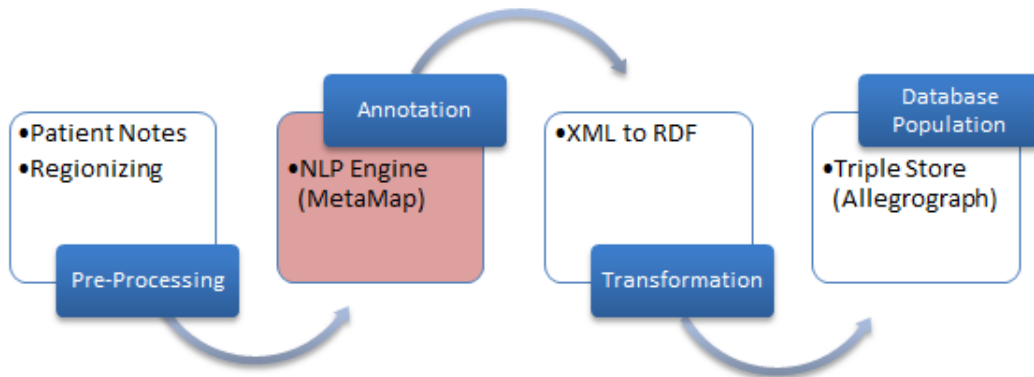 •Patient Notes
•Regionizing
Pre-Processing
Annotation
•NLP Engine
(MetaMap)
•XML to RDF
Transformation
Database
Population
•Triple Store
(Allegrograph)